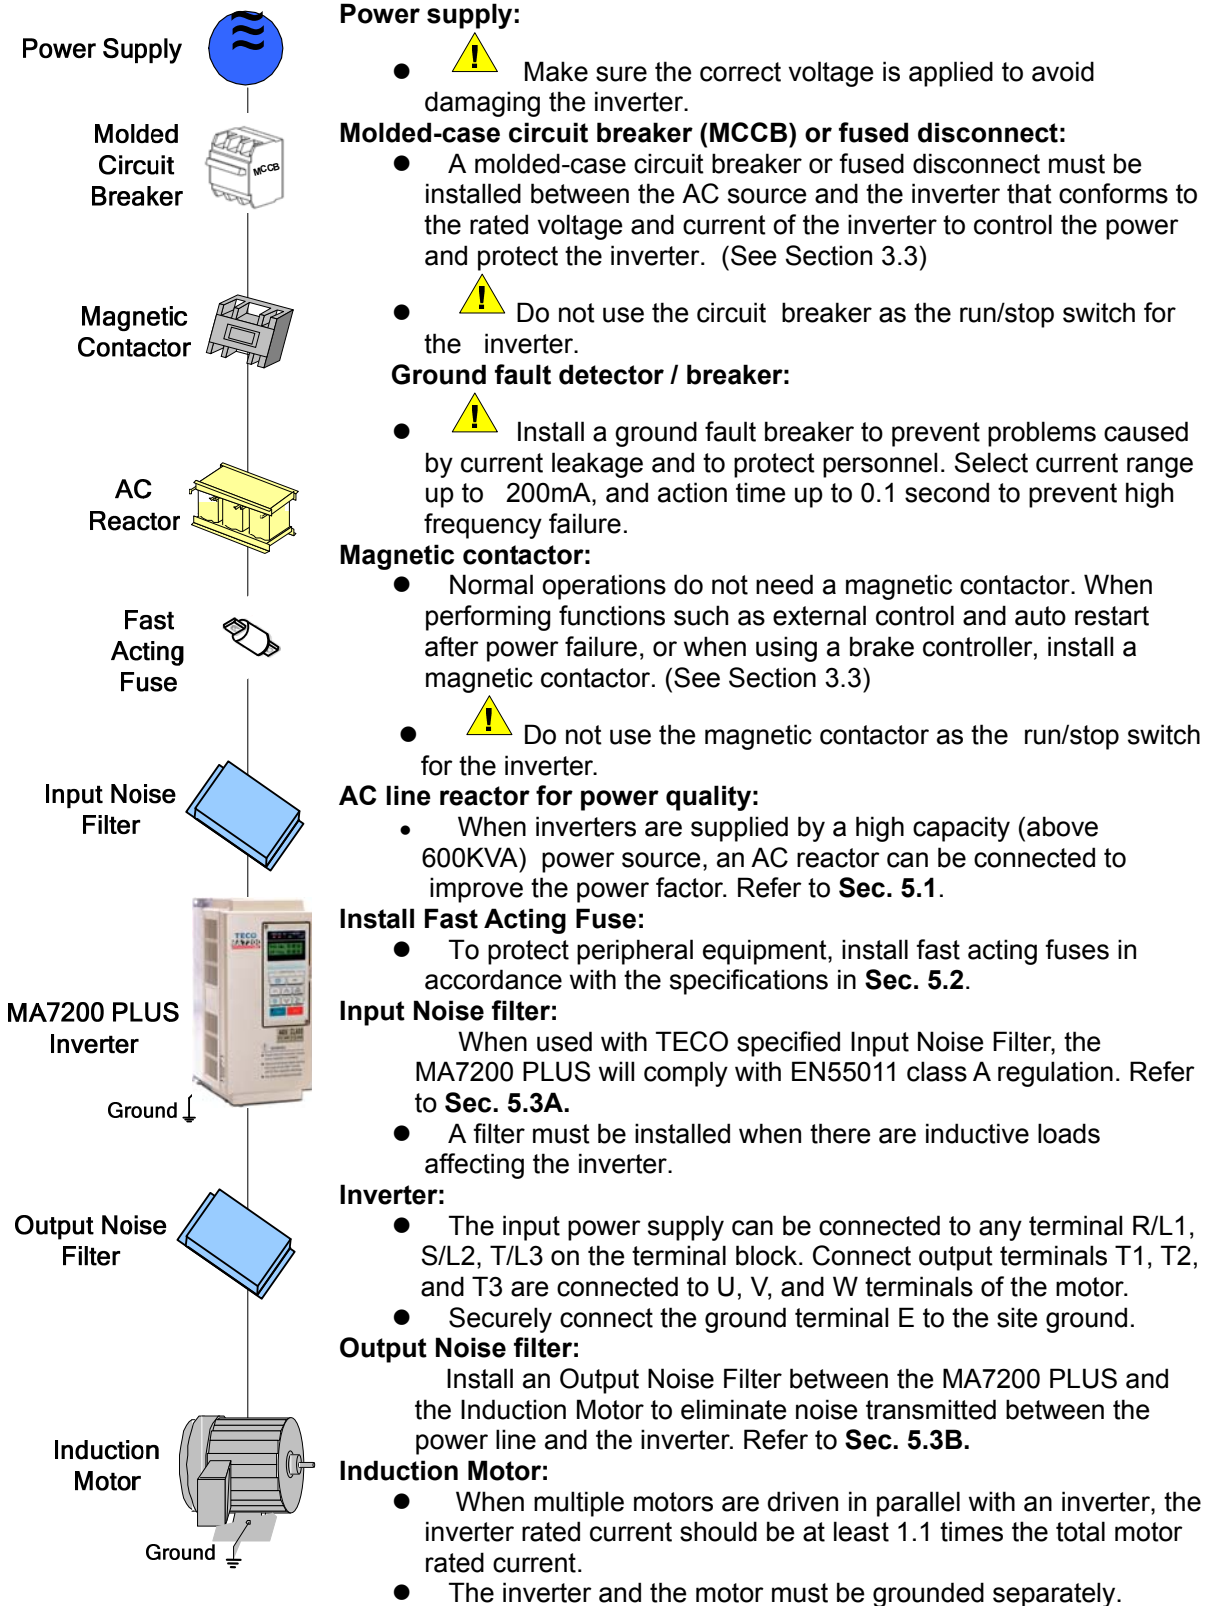 Power Supply
Molded
Circuit
Breaker
MCCB
Magnetic
Contactor
AC
Reactor
Fast
Acting
Fuse
Input Noise
Filter
TECO
MA7200 PLUS
Inverter
Ground
Output Noise
Filter
Induction
Motor
Ground
Power supply:
● ! Make sure the correct voltage is applied to avoid
damaging the inverter.
Molded-case circuit breaker (MCCB) or fused disconnect:
● A molded-case circuit breaker or fused disconnect must be
installed between the AC source and the inverter that conforms to
the rated voltage and current of the inverter to control the power
and protect the inverter. (See Section 3.3)
● ! Do not use the circuit breaker as the run/stop switch for
the inverter.
Ground fault detector / breaker:
● ! Install a ground fault breaker to prevent problems caused
by current leakage and to protect personnel. Select current range
up to 200mA, and action time up to 0.1 second to prevent high
frequency failure.
Magnetic contactor:
● Normal operations do not need a magnetic contactor. When
performing functions such as external control and auto restart
after power failure, or when using a brake controller, install a
magnetic contactor. (See Section 3.3)
● ! Do not use the magnetic contactor as the run/stop switch
for the inverter.
AC line reactor for power quality:
● When inverters are supplied by a high capacity (above
600KVA) power source, an AC reactor can be connected to
improve the power factor. Refer to Sec. 5.1.
Install Fast Acting Fuse:
● To protect peripheral equipment, install fast acting fuses in
accordance with the specifications in Sec. 5.2.
Input Noise filter:
When used with TECO specified Input Noise Filter, the
MA7200 PLUS will comply with EN55011 class A regulation. Refer
to Sec. 5.3A.
● A filter must be installed when there are inductive loads
affecting the inverter.
Inverter:
● The input power supply can be connected to any terminal R/L1,
S/L2, T/L3 on the terminal block. Connect output terminals T1, T2,
and T3 are connected to U, V, and W terminals of the motor.
● Securely connect the ground terminal E to the site ground.
Output Noise filter:
Install an Output Noise Filter between the MA7200 PLUS and
the Induction Motor to eliminate noise transmitted between the
power line and the inverter. Refer to Sec. 5.3B.
Induction Motor:
● When multiple motors are driven in parallel with an inverter, the
inverter rated current should be at least 1.1 times the total motor
rated current.
● The inverter and the motor must be grounded separately.